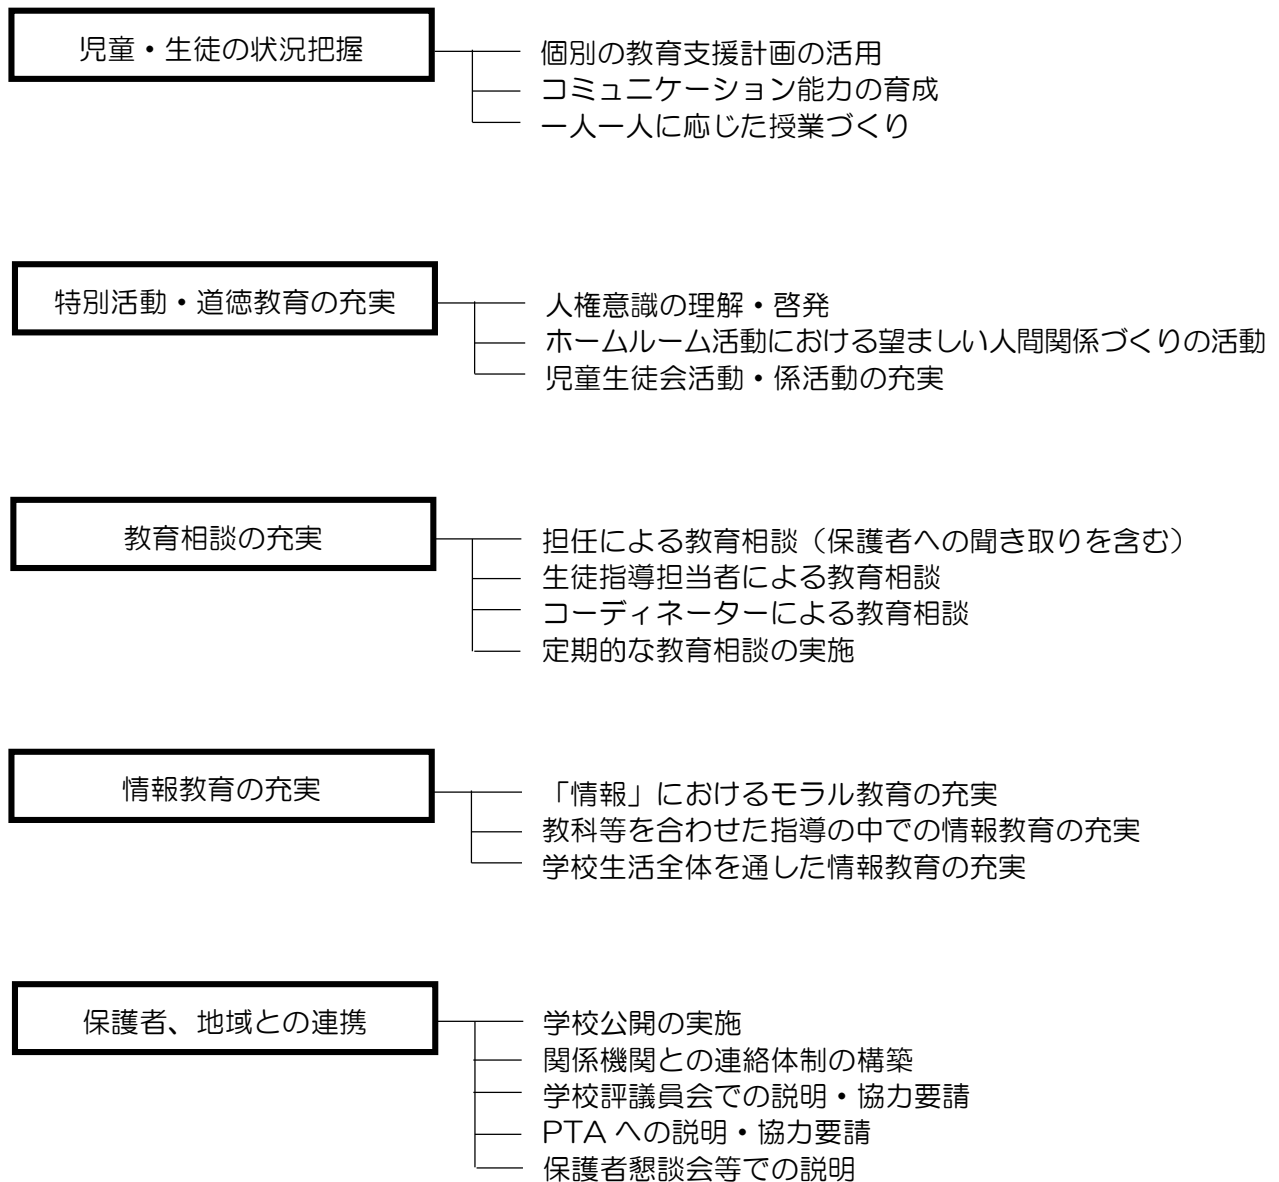 児童・生徒の状況把握
個別の教育支援計画の活用
コミュニケーション能力の育成
一人一人に応じた授業づくり
特別活動・道徳教育の充実
人権意識の理解・啓発
ホームルーム活動における望ましい人間関係づくりの活動
児童生徒会活動・係活動の充実
教育相談の充実
担任による教育相談（保護者への聞き取りを含む）
生徒指導担当者による教育相談
コーディネーターによる教育相談
定期的な教育相談の実施
情報教育の充実
「情報」におけるモラル教育の充実
教科等を合わせた指導の中での情報教育の充実
学校生活全体を通した情報教育の充実
保護者、地域との連携
学校公開の実施
関係機関との連絡体制の構築
学校評議員会での説明・協力要請
PTA への説明・協力要請
保護者懇談会等での説明